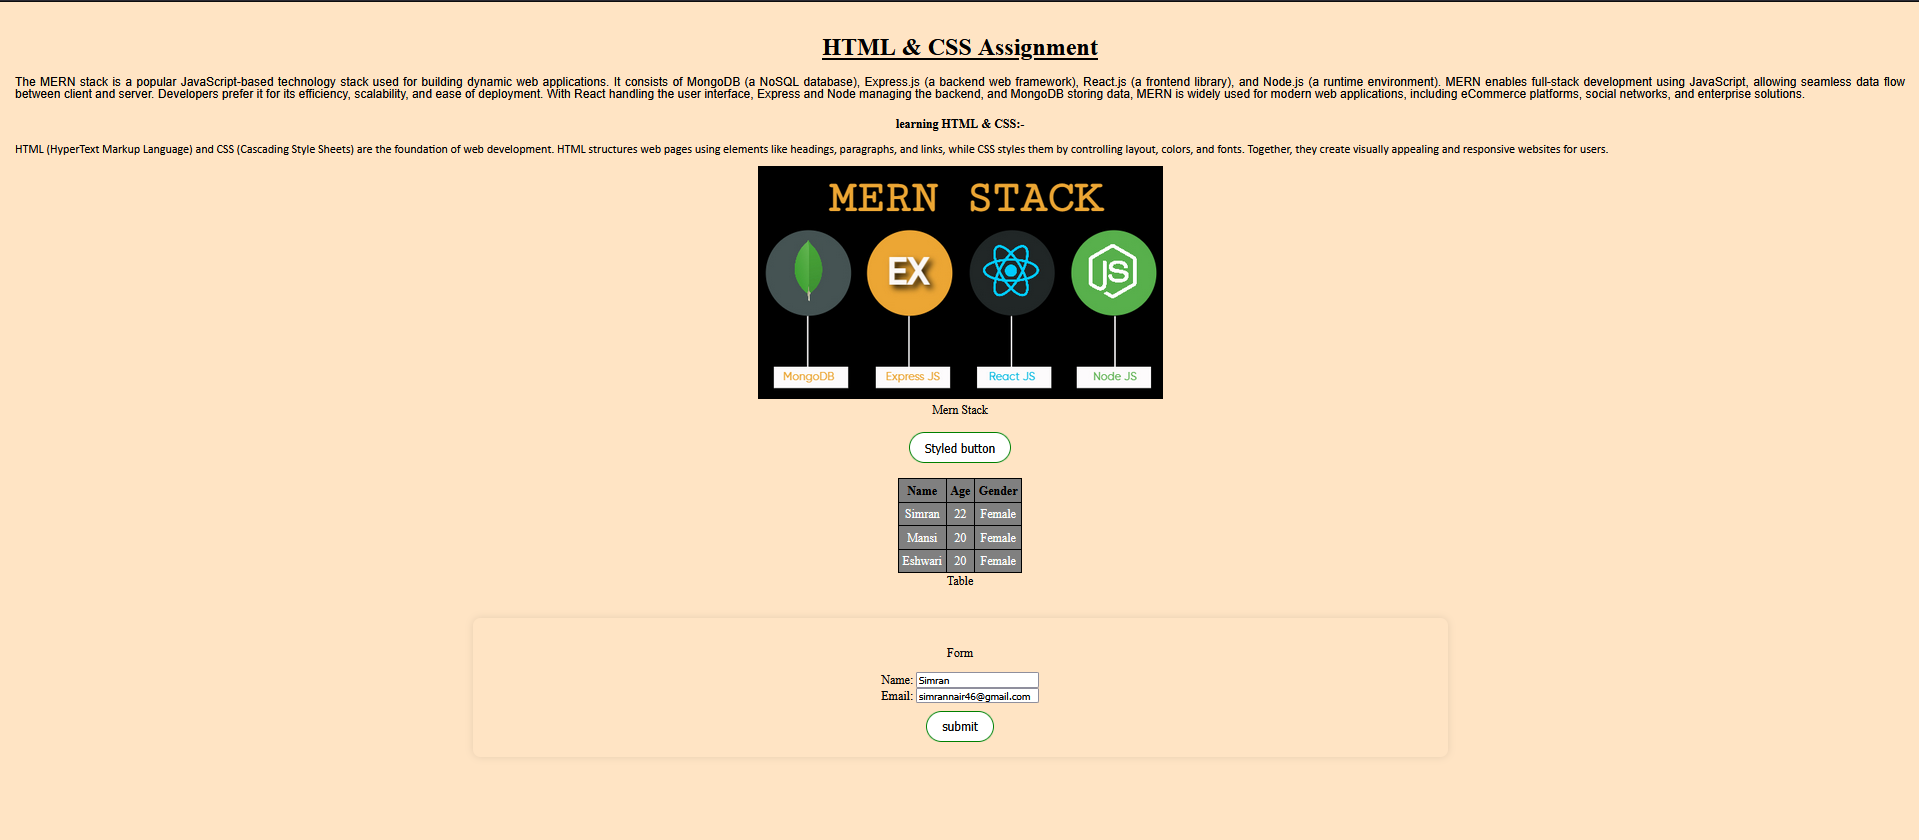 HTML & CSS Assignment
The MERN stack is a popular JavaScript-based technology stack used for building dynamic web applications. It consists of MongoDB (a NoSQL database), Express.js (a backend web framework), React.js (a frontend library), and Node.js (a runtime environment). MERN enables full-stack development using JavaScript, allowing seamless data flow
between client and server. Developers prefer it for its efficiency, scalability, and ease of deployment. With React handling the user interface, Express and Node managing the backend, and MongoDB storing data, MERN is widely used for modern web applications, including eCommerce platforms, social networks, and enterprise solutions.
learning HTML & CSS:-
HTML (HyperText Markup Language) and CSS (Cascading Style Sheets) are the foundation of web development. HTML structures web pages using elements like headings, paragraphs, and links, while CSS styles them by controlling layout, colors, and fonts. Together, they create visually appealing and responsive websites for users.
MERN STACK
EX JS
MongoDB Express JS React JS Node JS
Mern Stack
Styled button
Name Age Gender
Simran 22 Female
Mansi 20 Female
Eshwari 20 Female
Table
Form
Name: Simran
Email: simrannair46@gmail.com
submit